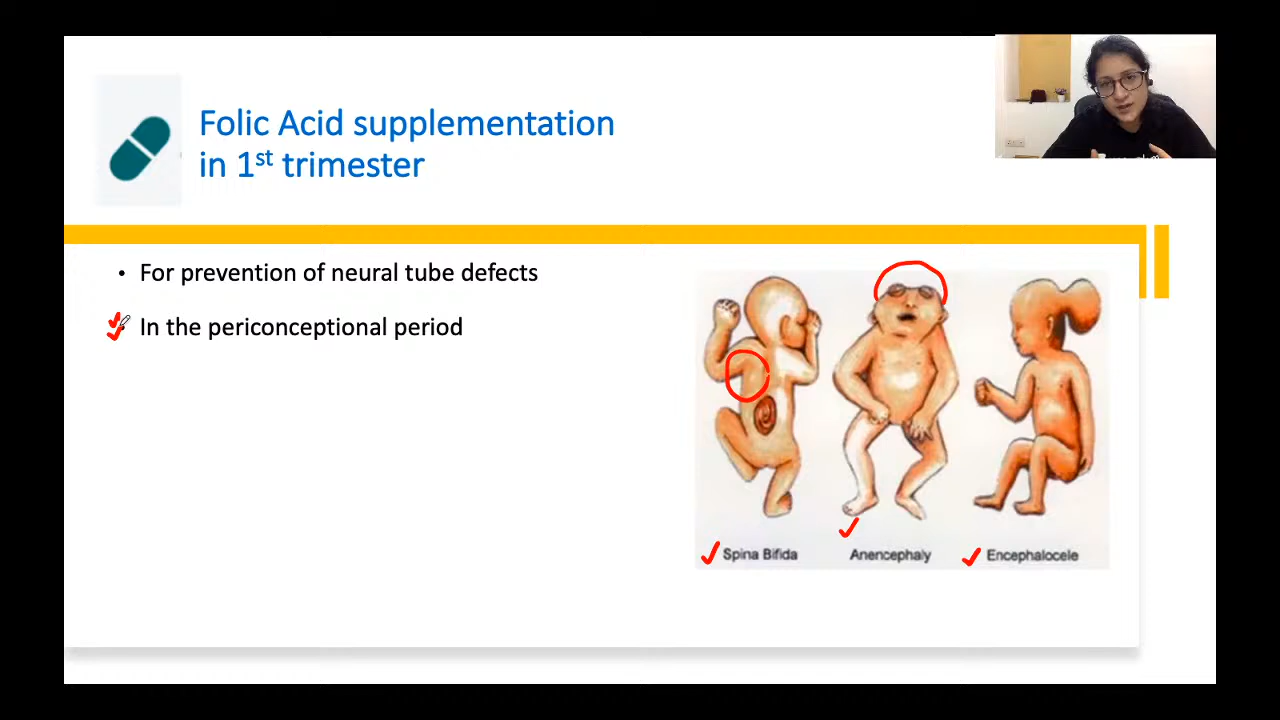 Folic Acid supplementation
in 1st trimester
• For prevention of neural tube defects
In the periconceptional period
Spina Bifida
Anencephaly
Encephalocele